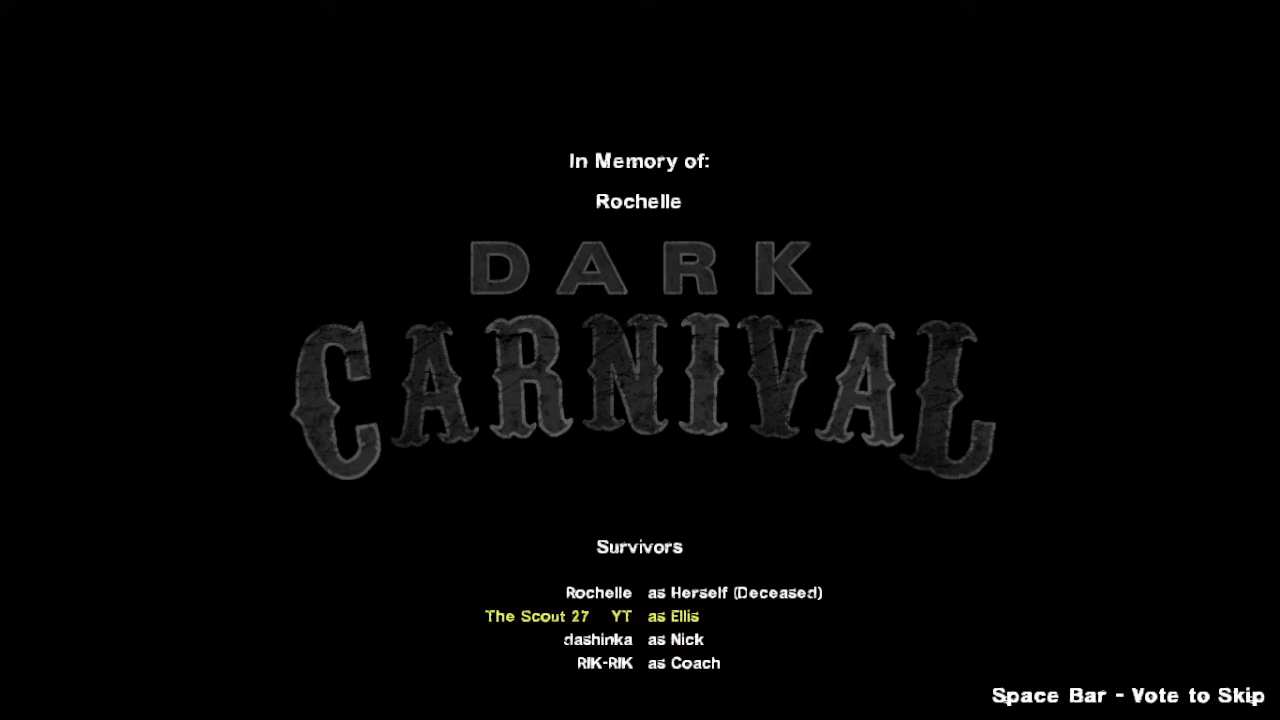 In Memory of:
Rochelle
DARK
CARNIVAL
Survivors
Rochelle as Herself (Deceased)
The Scout 27 YT as Ellis
dashinka as Nick
RIK-RIK as Coach
Space Bar - Vote to Skip